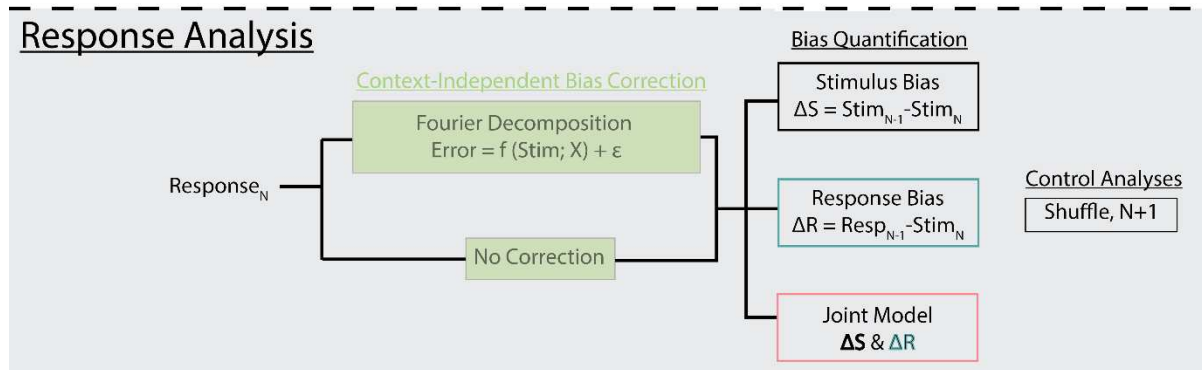 Response Analysis
Bias Quantification
Context-Independent Bias Correction
Stimulus Bias
ΔS = Stim_N-1-Stim_N
Fourier Decomposition
Error = f (Stim; X) + ε
Response_N
Response Bias
ΔR = Resp_N-1-Stim_N
Control Analyses
Shuffle, N+1
No Correction
Joint Model
ΔS & ΔR